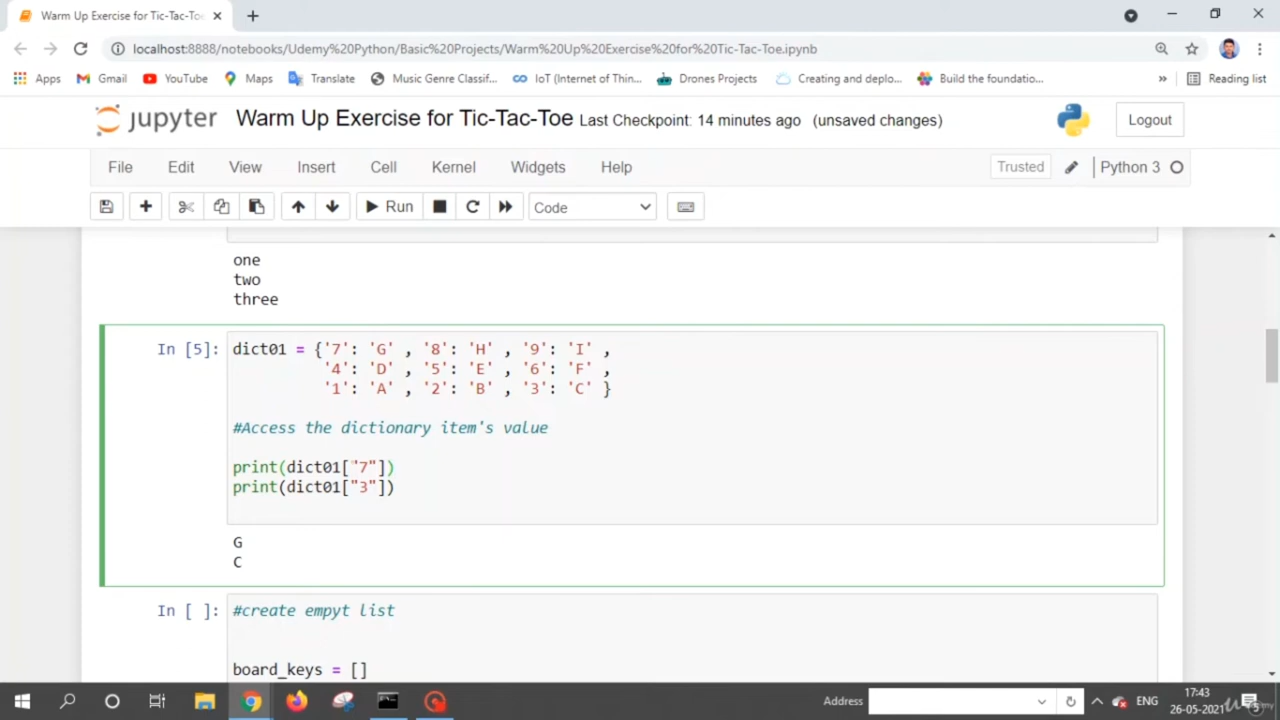 Warm Up Exercise for Tic-Tac-Toe
localhost:8888/notebooks/Udemy%20Python/Basic%20Projects/Warm%20Up%20Exercise%20for%20Tic-Tac-Toe.ipynb
Apps Gmail YouTube Maps Translate Music Genre Classif... IoT (Internet of Thin... Drones Projects Creating and deplo... Build the foundatio... » Reading list
jupyter Warm Up Exercise for Tic-Tac-Toe Last Checkpoint: 14 minutes ago (unsaved changes) Logout
File Edit View Insert Cell Kernel Widgets Help Trusted Python 3
Run Code
one
two
three
In [5]: dict01 = {'7': 'G' , '8': 'H' , '9': 'I' ,
'4': 'D' , '5': 'E' , '6': 'F' ,
'1': 'A' , '2': 'B' , '3': 'C' }
#Access the dictionary item's value
print(dict01["7"])
print(dict01["3"])
G
C
In [ ]: #create empyt list
board_keys = []
Address ENG 17:43
26-05-2021